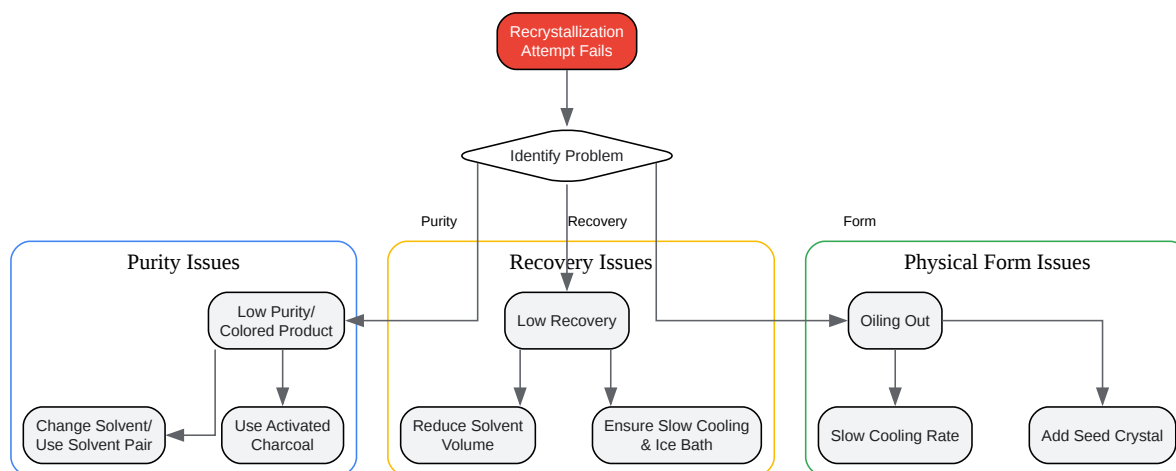 Recrystallization
Attempt Fails
Identify Problem
Purity
Recovery
Form
Purity Issues
Recovery Issues
Physical Form Issues
Low Purity/
Colored Product
Low Recovery
Oiling Out
Change Solvent/
Use Solvent Pair
Use Activated
Charcoal
Reduce Solvent
Volume
Ensure Slow Cooling
& Ice Bath
Slow Cooling Rate
Add Seed Crystal